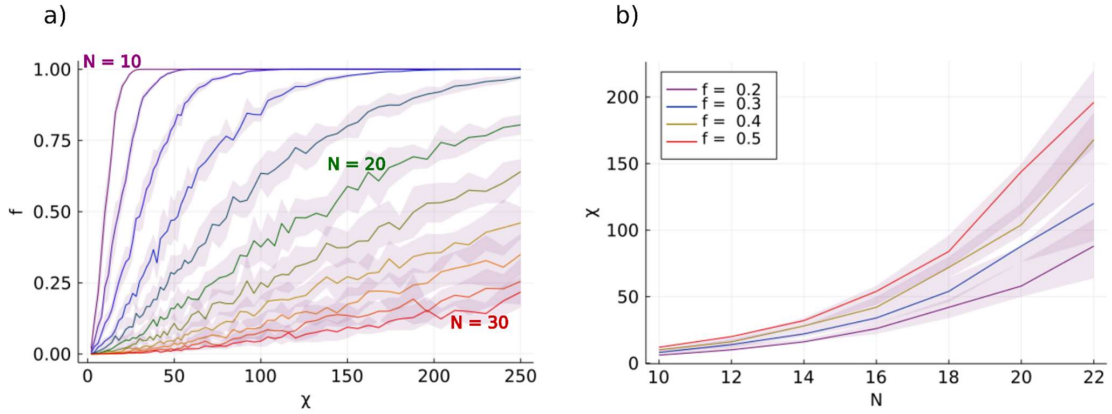 a)
N = 10
1.00
0.75
0.50
0.25
0.00
f
N = 20
N = 30
0 50 100 150 200 250
χ
b)
f = 0.2
f = 0.3
f = 0.4
f = 0.5
200
150
100
50
0
χ
10 12 14 16 18 20 22
N